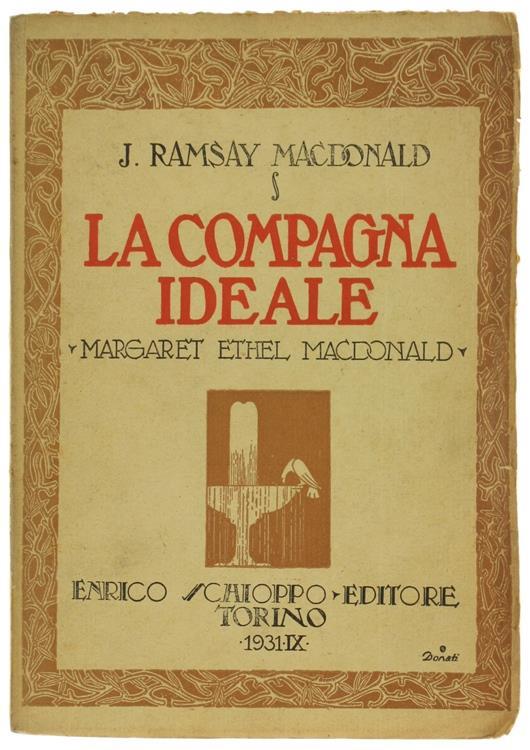 J. RAMSAY MACDONALD
LA COMPAGNA
IDEALE
MARGARET ETHEL MACDONALD
ENRICO SCHIOPPO EDITORE
TORINO
·1931·IX·
Donati